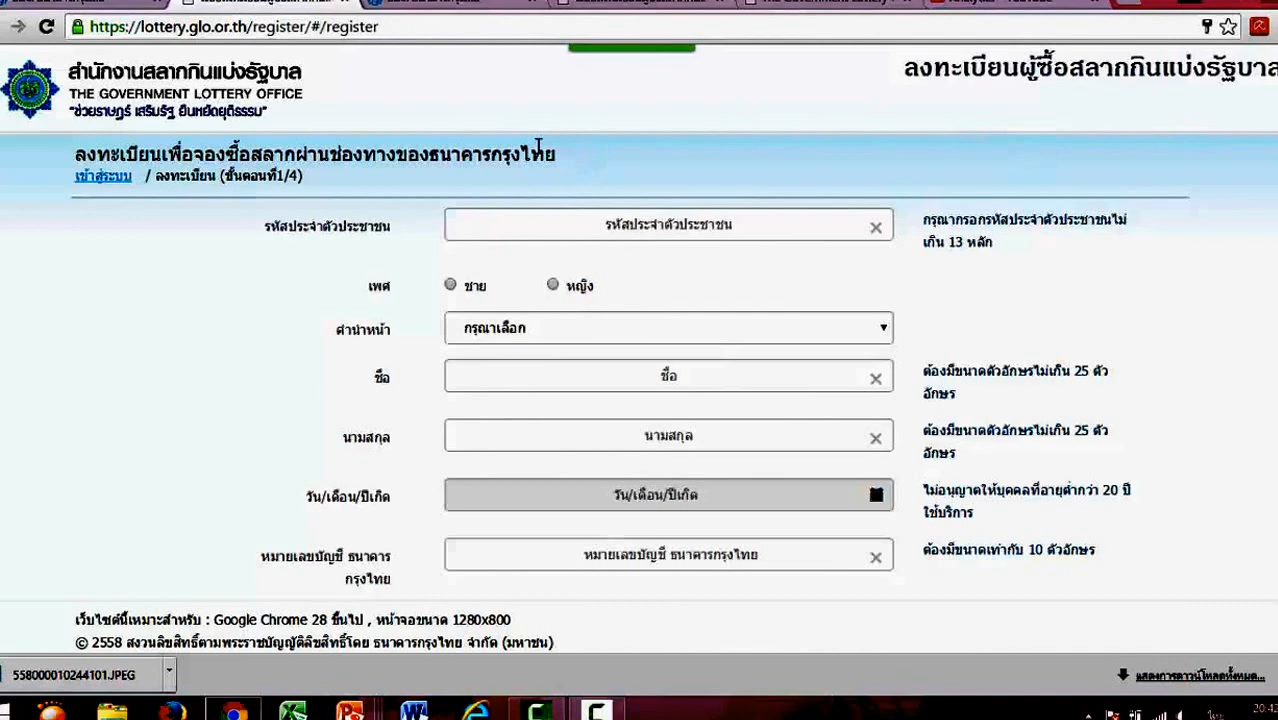 https://lottery.glo.or.th/register/#/register
สำนักงานสลากกินแบ่งรัฐบาล
THE GOVERNMENT LOTTERY OFFICE
"ช่วยราษฎร์ เสริมรัฐ ยืนหยัดยุติธรรม"
ลงทะเบียนผู้ซื้อสลากกินแบ่งรัฐบาล
ลงทะเบียนเพื่อจองซื้อสลากผ่านช่องทางของธนาคารกรุงไทย
เข้าสู่ระบบ / ลงทะเบียน (ขั้นตอนที่1/4)
รหัสประจำตัวประชาชน
รหัสประจำตัวประชาชน
กรุณากรอกรหัสประจำตัวประชาชนไม่
เกิน 13 หลัก
เพศ
ชาย
หญิง
คำนำหน้า
กรุณาเลือก
ชื่อ
ชื่อ
ต้องมีขนาดตัวอักษรไม่เกิน 25 ตัว
อักษร
นามสกุล
นามสกุล
ต้องมีขนาดตัวอักษรไม่เกิน 25 ตัว
อักษร
วัน/เดือน/ปีเกิด
วัน/เดือน/ปีเกิด
ไม่อนุญาตให้บุคคลที่อายุต่ำกว่า 20 ปี
ใช้บริการ
หมายเลขบัญชี ธนาคาร
กรุงไทย
หมายเลขบัญชี ธนาคารกรุงไทย
ต้องมีขนาดเท่ากับ 10 ตัวอักษร
เว็บไซต์นี้เหมาะสำหรับ : Google Chrome 28 ขึ้นไป , หน้าจอขนาด 1280x800
© 2558 สงวนลิขสิทธิ์ตามพระราชบัญญัติลิขสิทธิ์โดย ธนาคารกรุงไทย จำกัด (มหาชน)
558000010244101.JPEG
แสดงการดาวน์โหลดทั้งหมด...
20:42